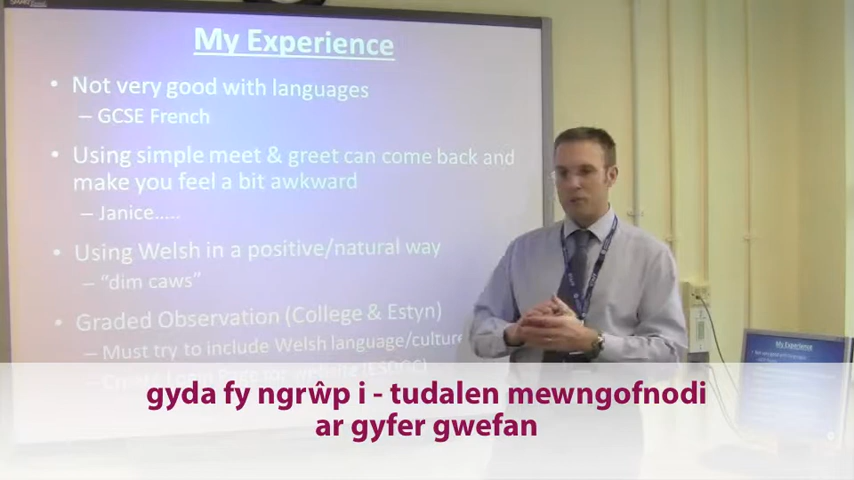 My Experience
• Not very good with languages
– GCSE French
• Using simple meet & greet can come back and
make you feel a bit awkward
– Janice.....
• Using Welsh in a positive/natural way
– "dim caws"
• Graded Observation (College & Estyn)
– Must try to include Welsh language/culture
gyda fy ngrŵp i - tudalen mewngofnodi
ar gyfer gwefan
My Experience